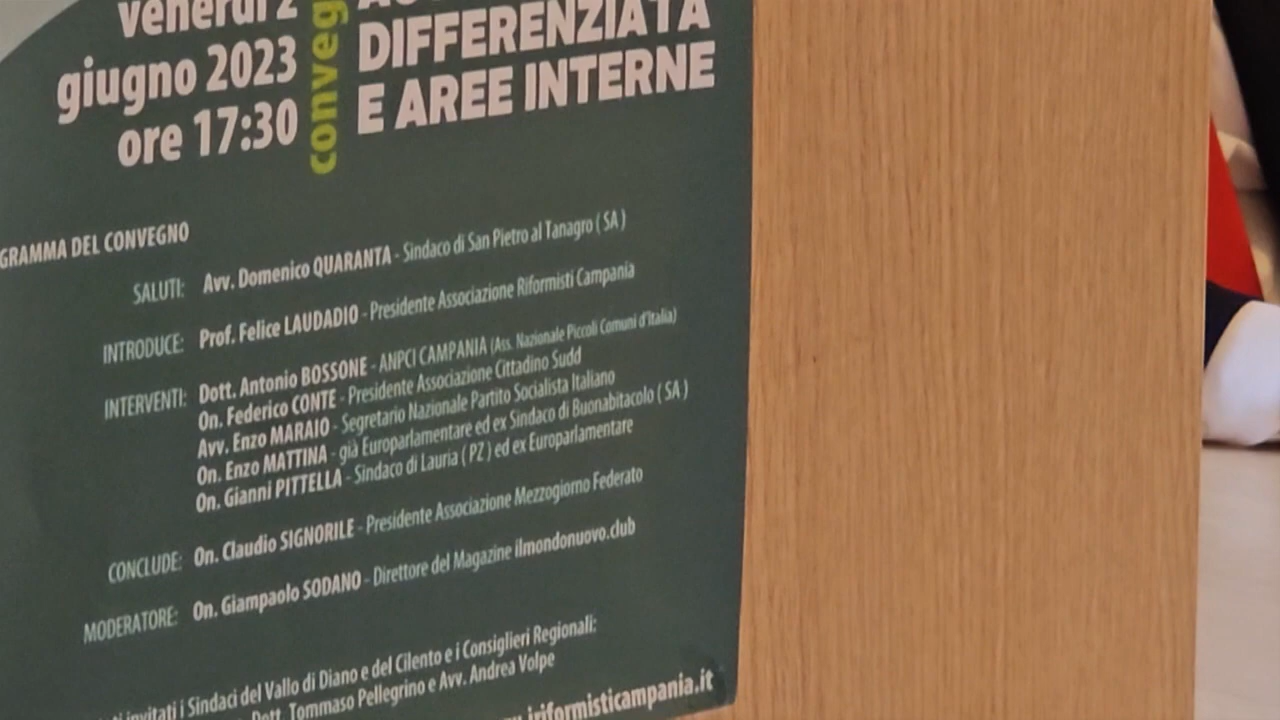 venerdì 2
giugno 2023
ore 17:30
conveg
DIFFERENZIATA
E AREE INTERNE
GRAMMA DEL CONVEGNO
SALUTI: Avv. Domenico QUARANTA - Sindaco di San Pietro al Tanagro ( SA )
INTRODUCE: Prof. Felice LAUDADIO - Presidente Associazione Riformisti Campania
INTERVENTI: Dott. Antonio BOSSONE - ANPCI CAMPANIA (Ass. Nazionale Piccoli Comuni d'Italia)
On. Federico CONTE - Presidente Associazione Cittadino Sudd
Avv. Enzo MARAIO - Segretario Nazionale Partito Socialista Italiano
On. Enzo MATTINA - già Europarlamentare ed ex Sindaco di Buonabitacolo ( SA )
On. Gianni PITTELLA - Sindaco di Lauria ( PZ ) ed ex Europarlamentare
CONCLUDE: On. Claudio SIGNORILE - Presidente Associazione Mezzogiorno Federato
MODERATORE: On. Giampaolo SODANO - Direttore del Magazine ilmondonuovo.club
invitati i Sindaci del Vallo di Diano e del Cilento e i Consiglieri Regionali:
Dott. Tommaso Pellegrino e Avv. Andrea Volpe
iriformisticampania.it